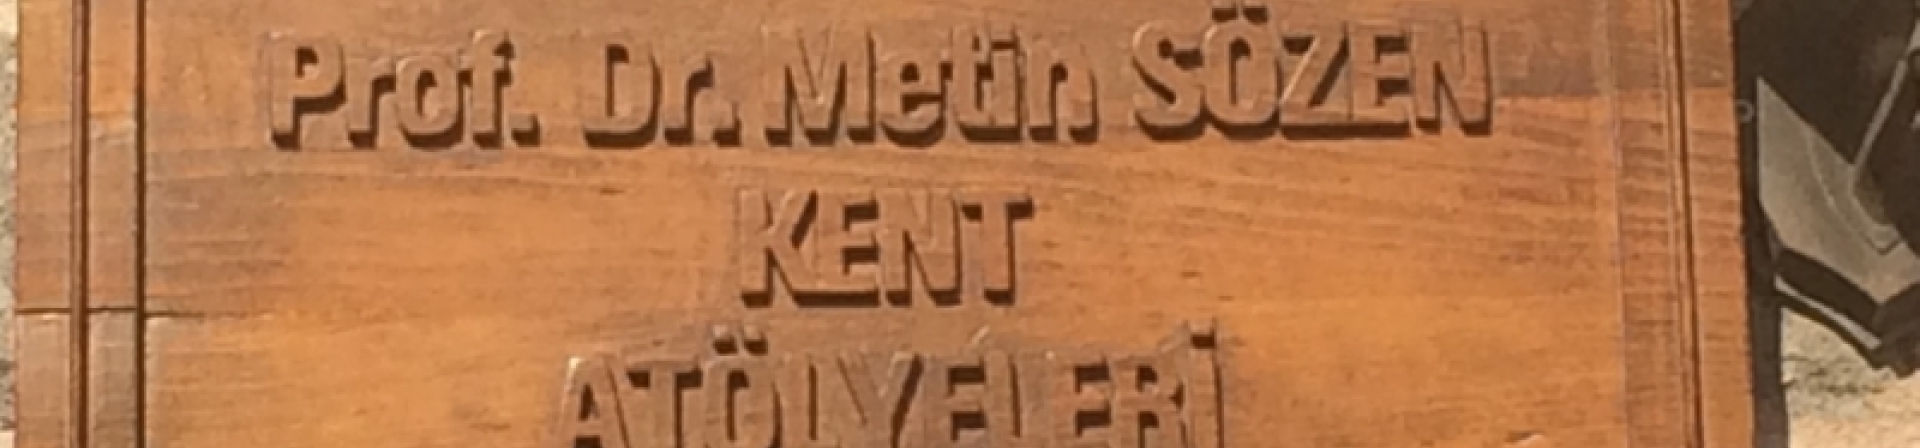 Prof. Dr. Metin SÖZEN
KENT
ATÖLYELERİ